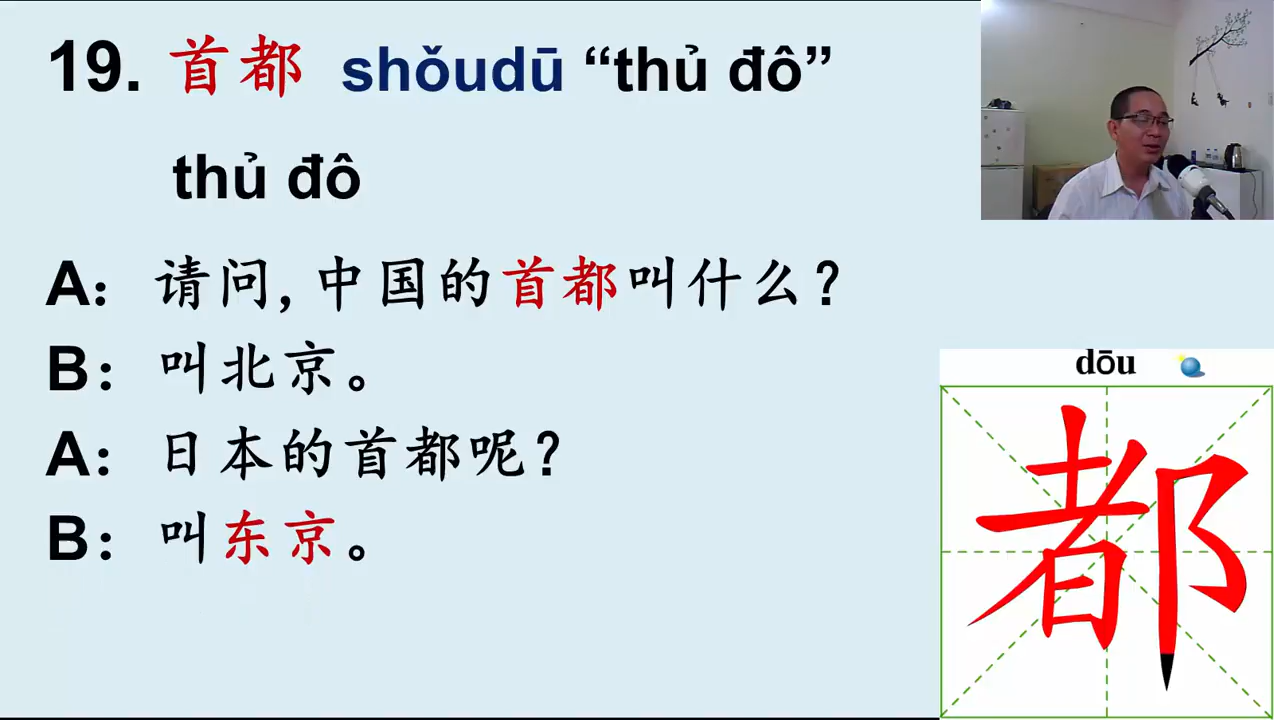 19. 首都 shǒudū “thủ đô”
thủ đô
A：请问, 中国的首都叫什么？
B：叫北京。
A：日本的首都呢？
B：叫东京。
dōu
都